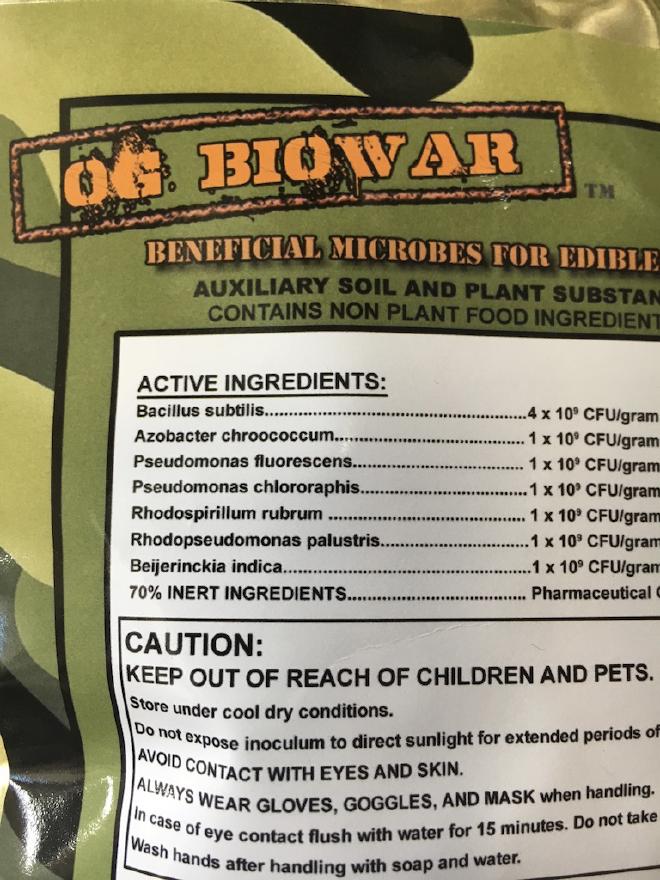 OG BIOWAR TM
BENEFICIAL MICROBES FOR EDIBLE
AUXILIARY SOIL AND PLANT SUBSTAN
CONTAINS NON PLANT FOOD INGREDIENT
ACTIVE INGREDIENTS:
Bacillus subtilis..........................................................4 x 10⁹ CFU/gram
Azobacter chroococcum.......................................... 1 x 10⁹ CFU/gram
Pseudomonas fluorescens...................................... 1 x 10⁹ CFU/gram
Pseudomonas chlororaphis.....................................1 x 10⁹ CFU/gram
Rhodospirillum rubrum ........................................... 1 x 10⁹ CFU/gram
Rhodopseudomonas palustris.................................1 x 10⁹ CFU/gram
Beijerinckia indica.....................................................1 x 10⁹ CFU/gram
70% INERT INGREDIENTS....................................... Pharmaceutical
CAUTION:
KEEP OUT OF REACH OF CHILDREN AND PETS.
Store under cool dry conditions.
Do not expose inoculum to direct sunlight for extended periods of
AVOID CONTACT WITH EYES AND SKIN.
ALWAYS WEAR GLOVES, GOGGLES, AND MASK when handling.
In case of eye contact flush with water for 15 minutes. Do not take
Wash hands after handling with soap and water.